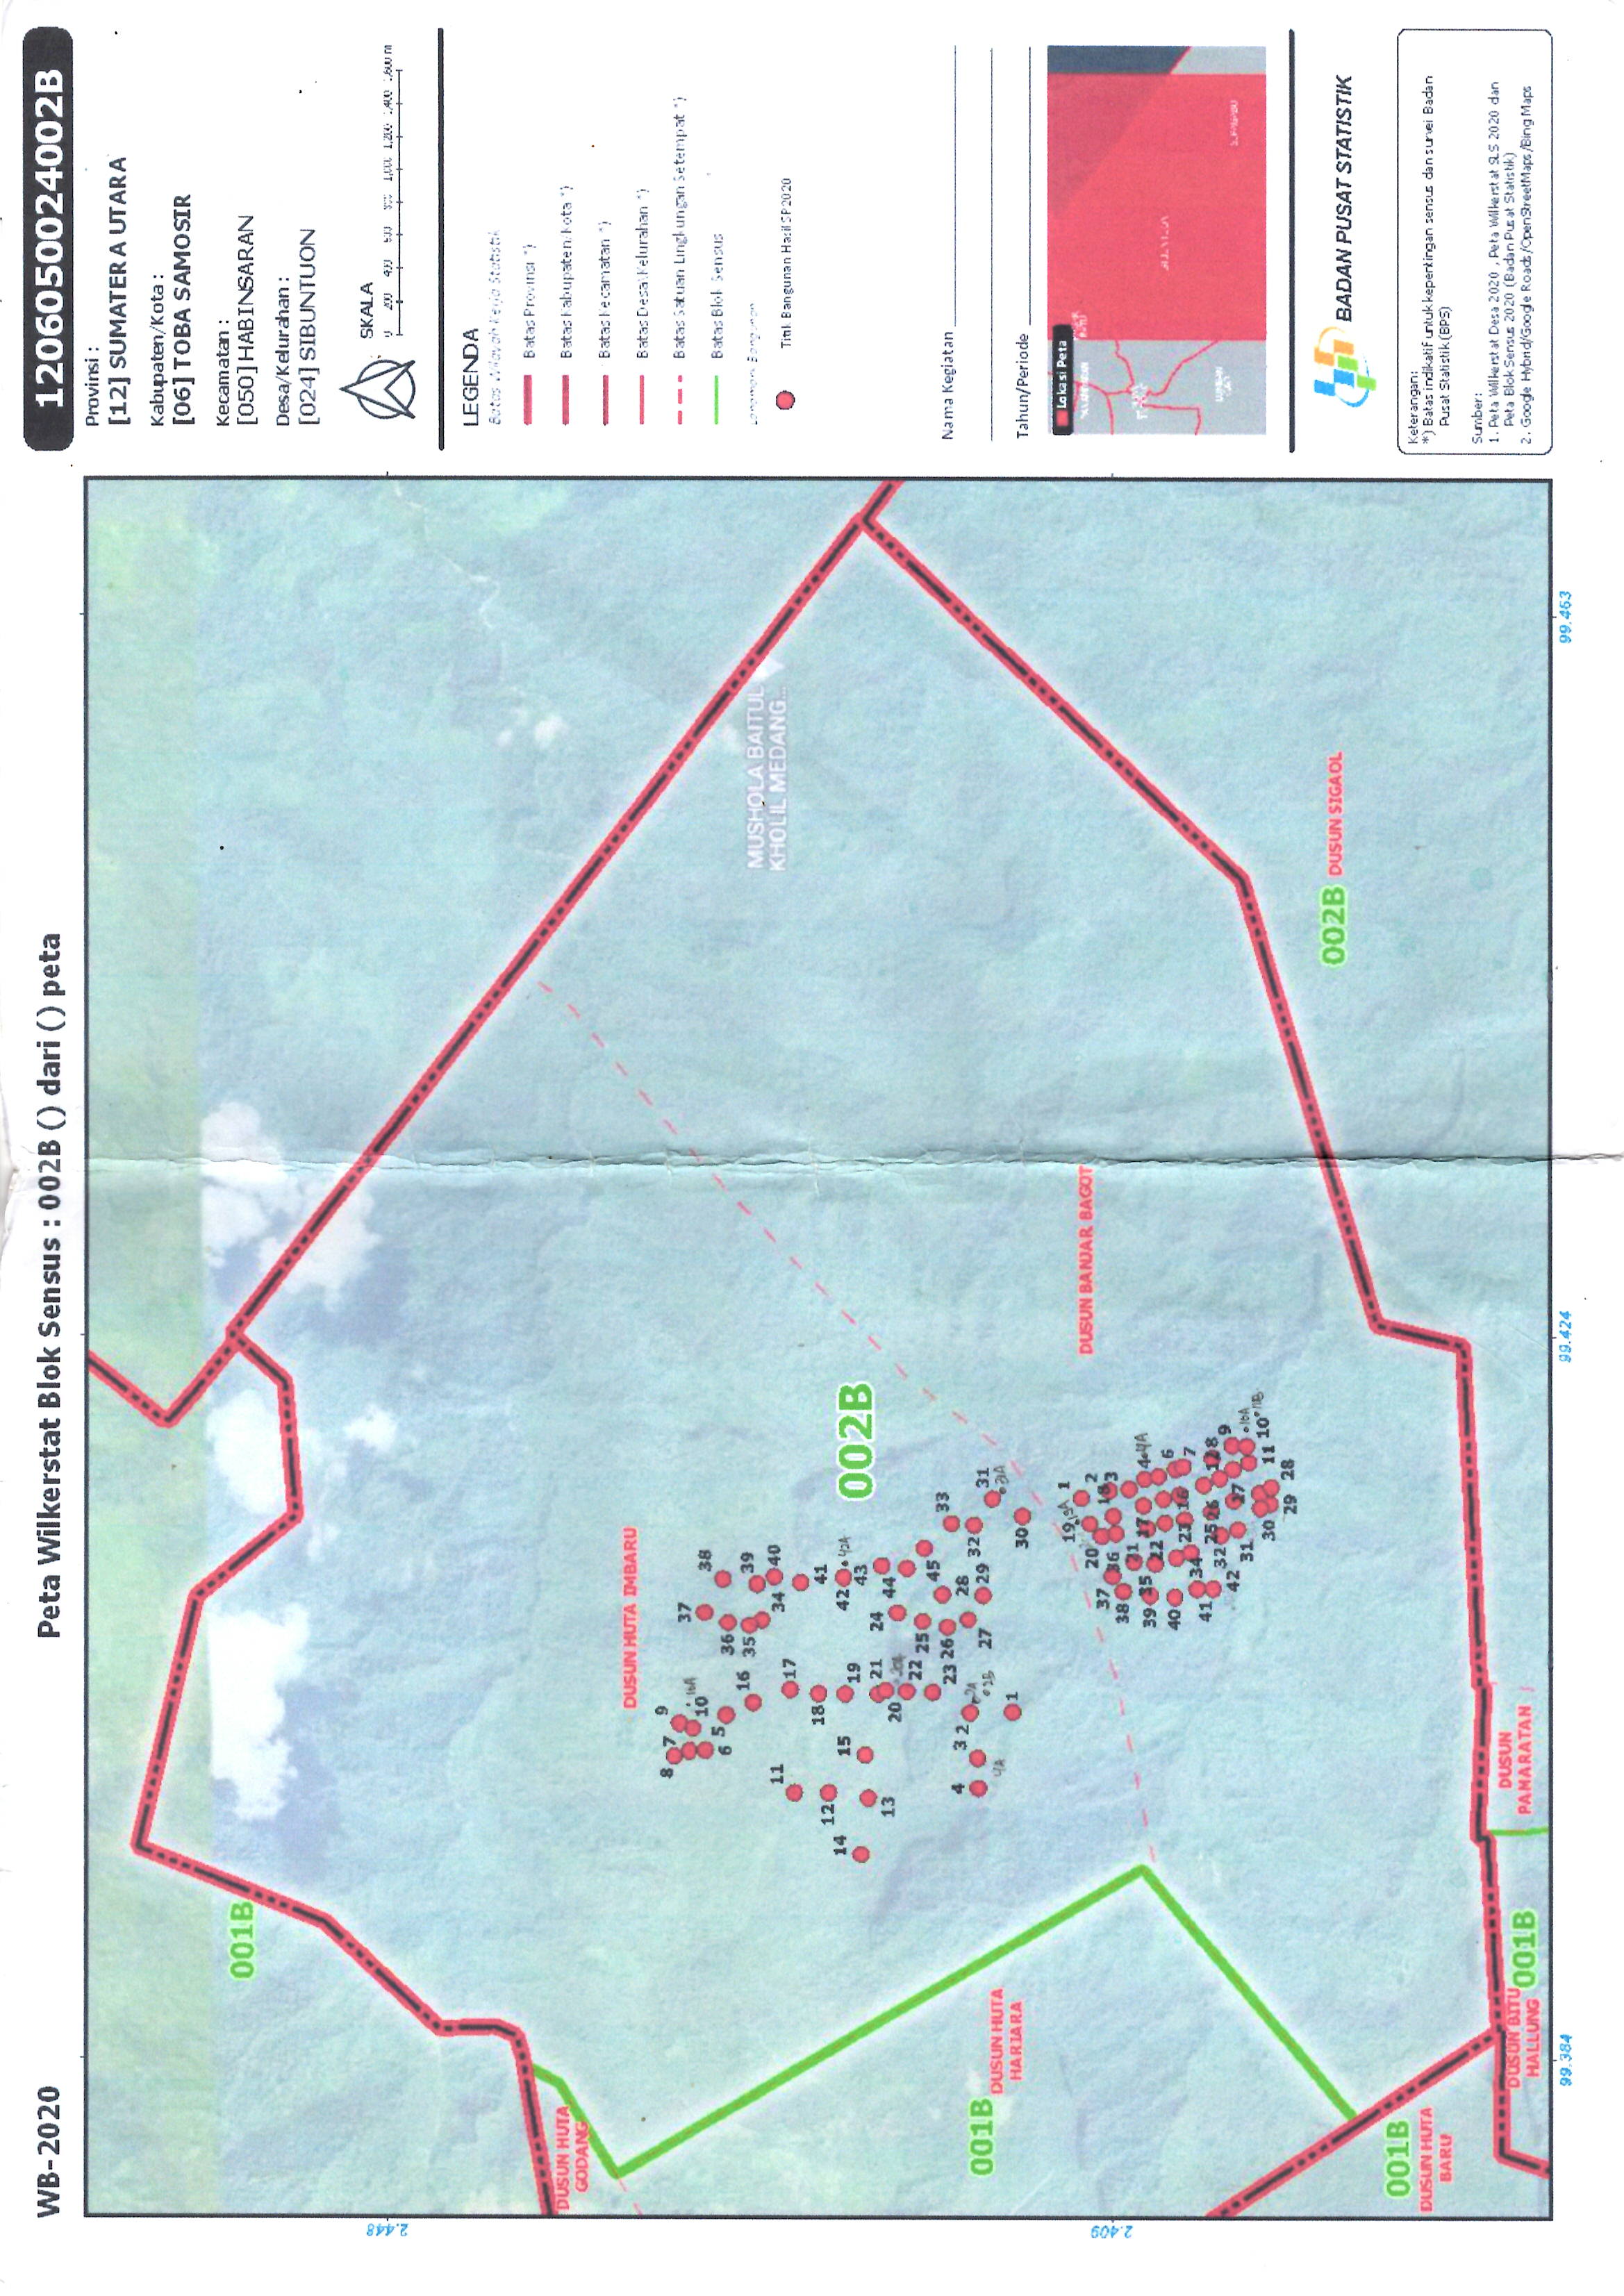 WB-2020
Peta Wilkerstat Blok Sensus : 002B () dari () peta
1206050024002B
Provinsi :
[12] SUMATERA UTARA
Kabupaten/Kota :
[06] TOBA SAMOSIR
Kecamatan :
[050] HABINSARAN
Desa/Kelurahan :
[024] SIBUNTUON
SKALA
0 200 400 600 800 1,000 1,200 1,400 1,600 m
LEGENDA
Batas Wilayah Kerja Statistik
Batas Provinsi *)
Batas Kabupaten/Kota *)
Batas Kecamatan *)
Batas Desa\Kelurahan *)
Batas Satuan Lingkungan Setempat *)
Batas Blok Sensus
Landmark Bangunan
Titik Bangunan Hasil SP2020
Nama Kegiatan
Tahun/Periode
Lokasi Peta
BADAN PUSAT STATISTIK
Keterangan:
*) Batas indikatif untuk kepentingan sensus dan survei Badan
Pusat Statistik (BPS)
Sumber:
1. Peta Wilkerstat Desa 2020 , Peta Wilkerstat SLS 2020 dan
Peta Blok Sensus 2020 (Badan Pusat Statistik)
2. Google Hybrid/Google Roads/OpenStreetMaps/Bing Maps
001B
2.448
DUSUN HUTA
GODANG
DUSUN HUTA IMBARU
8 7 9
16A
10
6 5
37
38
16
36
35
39
34
40
11
17
12
18
41
14
15
42
42A
43
19
13
21
24
44
20
20A
22
25
45
23
26
33
4
3
2
28
32
2A
27
29
31
4A
2B
31A
1
30
002B
MUSHOLA BAITUL
KHOLIL MEDANG...
001B
DUSUN HUTA
HARIARA
2.409
DUSUN BANJAR BAGOT
19
19A
1
20
2
37
36
18
3
38
21
17
4
4A
39
35
22
40
6
23
16
7
41
34
25
26
12
8
32
42
9
31
27
10A
30
11
10
11B
29
28
002B
DUSUN SIGAOL
001B
DUSUN HUTA
BARU
DUSUN BITU
HALLUNG
001B
DUSUN
PAMARATAN
99.384
99.424
99.463